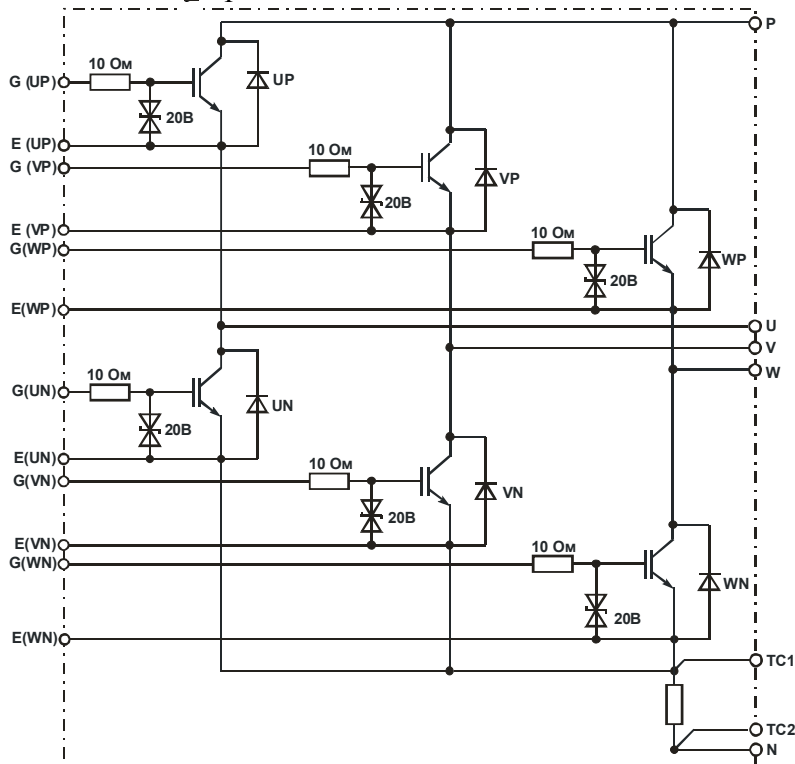 P
10 Ом
G (UP)
UP
20В
E (UP)
10 Ом
G (VP)
VP
20В
E (VP)
10 Ом
G(WP)
WP
20В
E(WP)
U
V
W
10 Ом
G(UN)
UN
20В
E(UN)
10 Ом
G(VN)
VN
20В
E(VN)
10 Ом
G(WN)
WN
20В
E(WN)
TC1
TC2
N